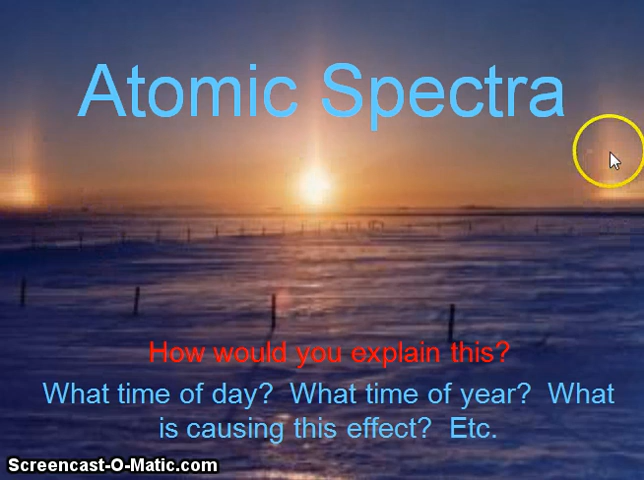 Atomic Spectra
How would you explain this?
What time of day?  What time of year?  What
is causing this effect?  Etc.
Screencast-O-Matic.com